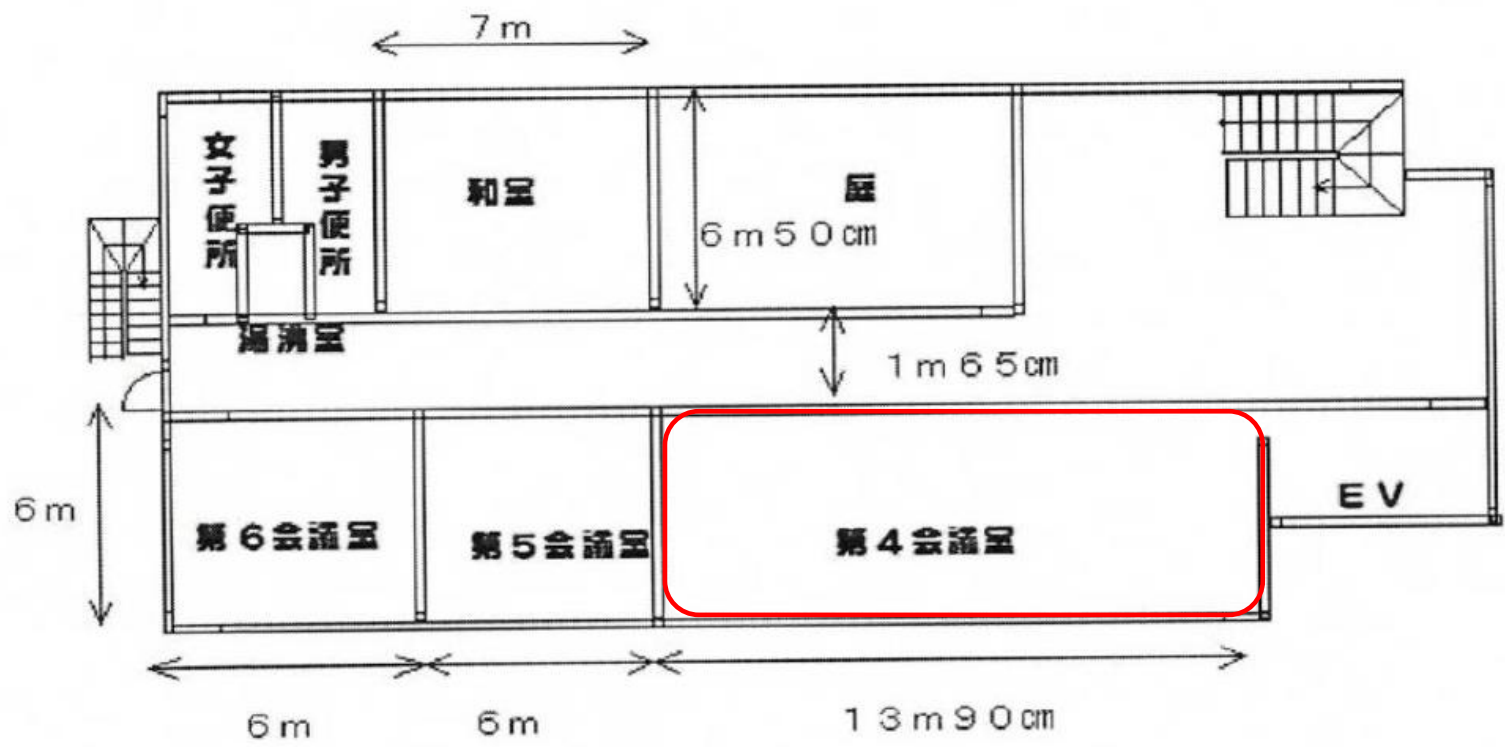 7m
女子便所
男子便所
和室
庭
6m50㎝
湯沸室
1m65㎝
6m
第6会議室
第5会議室
第4会議室
EV
6m
6m
13m90㎝